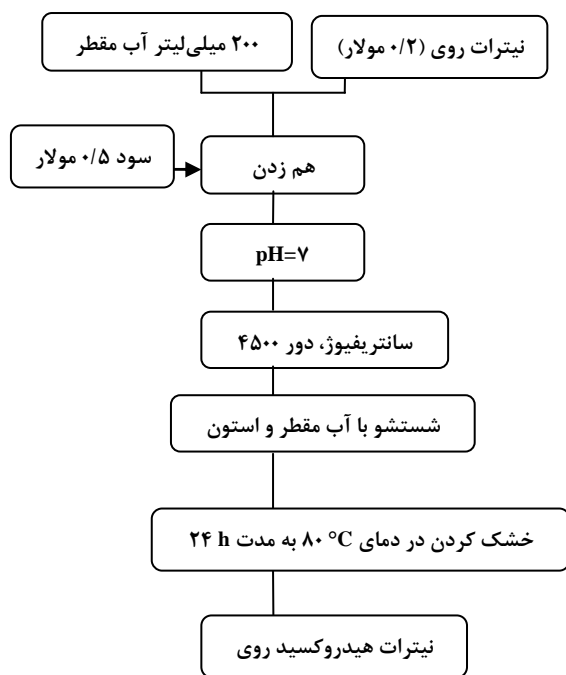 نیترات روی (۰/۲ مولار)
۲۰۰ میلی‌لیتر آب مقطر
سود ۰/۵ مولار
هم زدن
pH=۷
سانتریفیوژ، دور ۴۵۰۰
شستشو با آب مقطر و استون
خشک کردن در دمای ۸۰ °C به مدت ۲۴ h
نیترات هیدروکسید روی